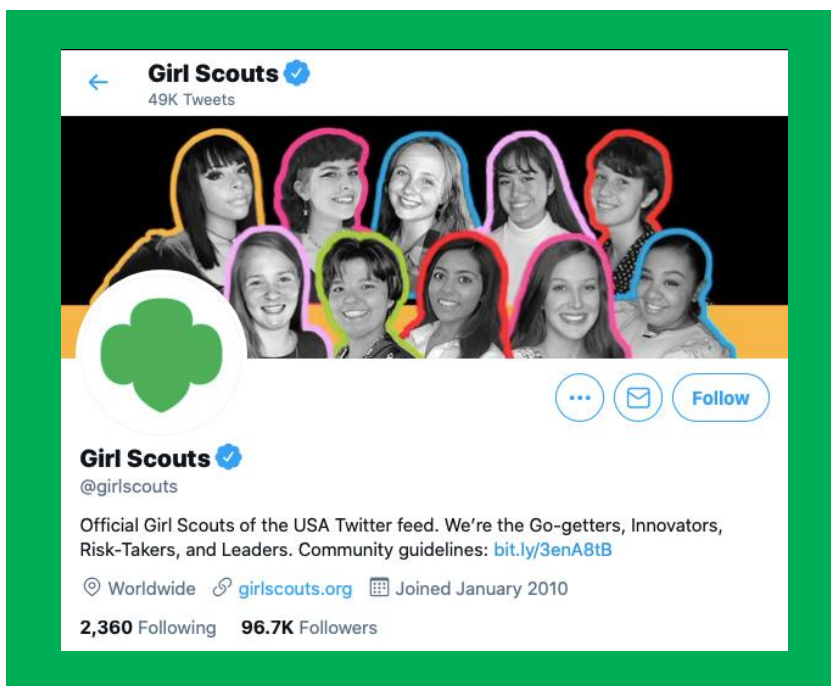 Girl Scouts
49K Tweets
Follow
Girl Scouts
@girlscouts
Official Girl Scouts of the USA Twitter feed. We’re the Go-getters, Innovators,
Risk-Takers, and Leaders. Community guidelines: bit.ly/3enA8tB
Worldwide girlscouts.org Joined January 2010
2,360 Following 96.7K Followers